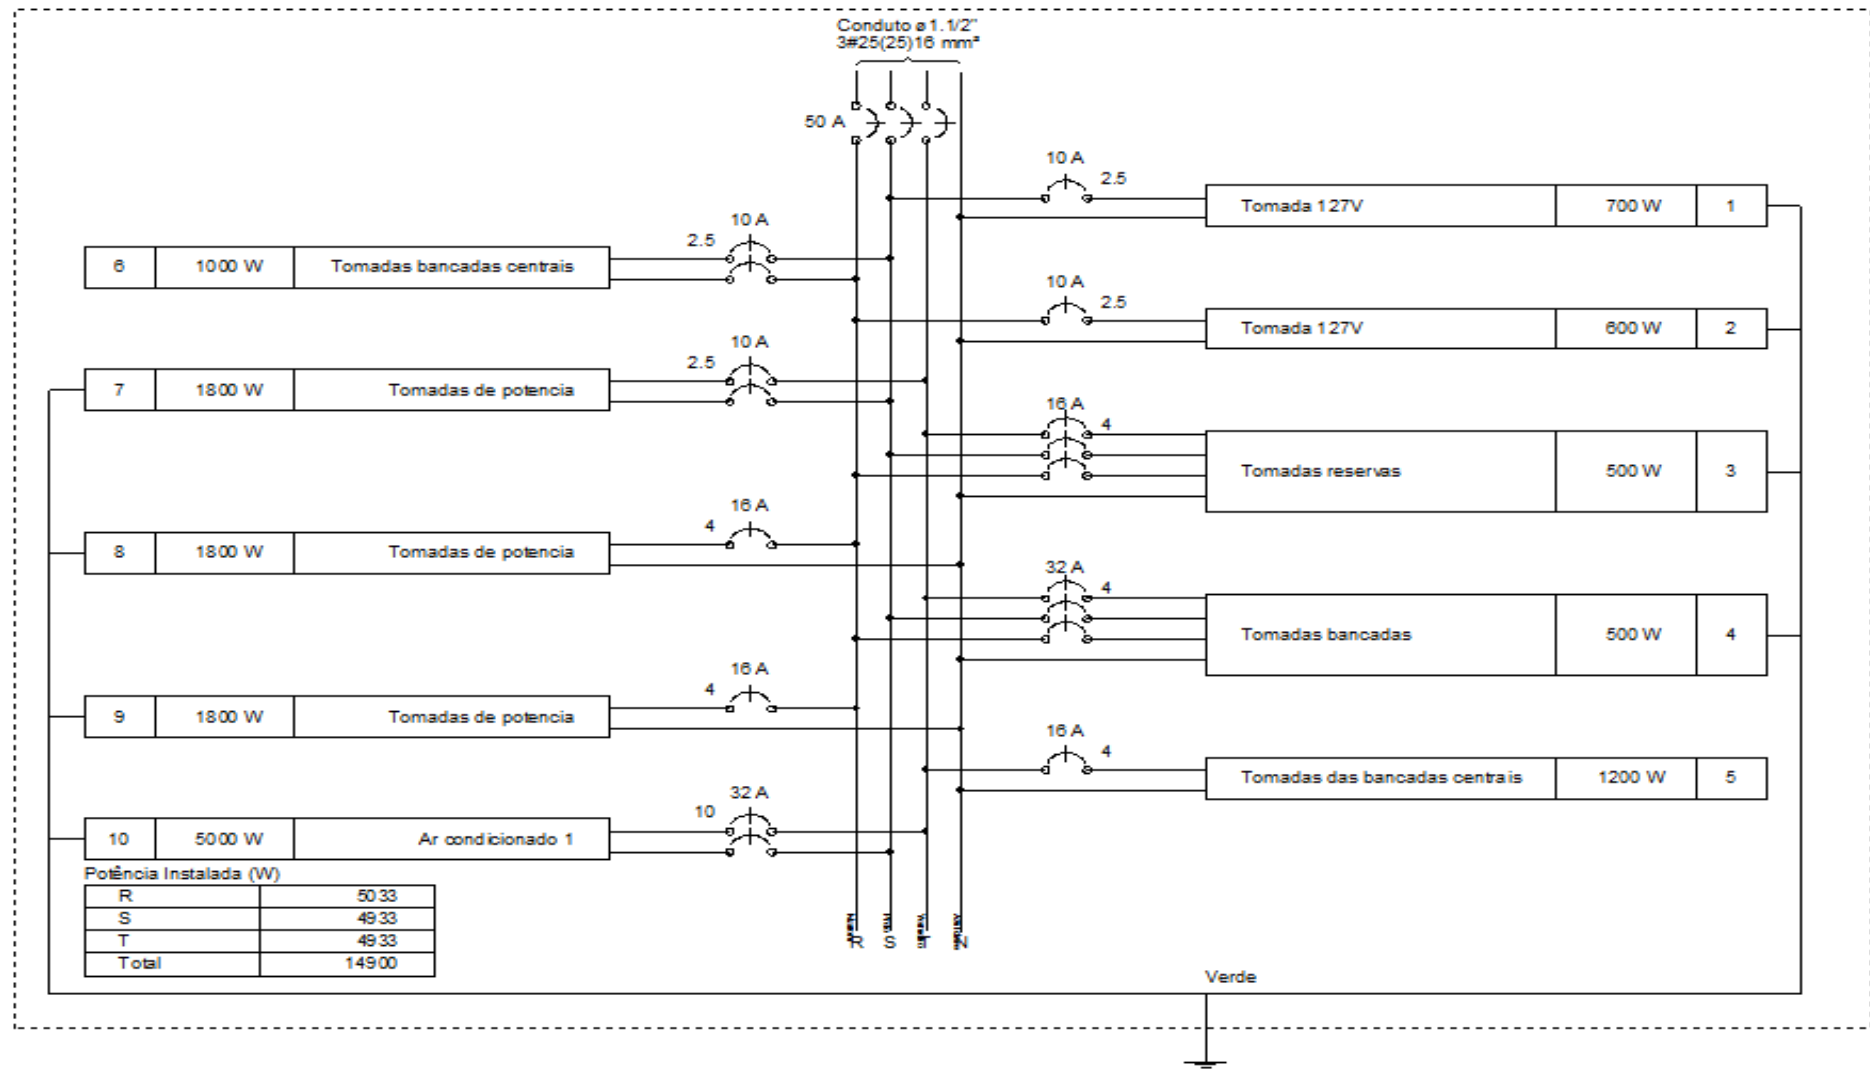 Conduto ø1.1/2"
3#25(25)16 mm²
50 A
10 A
2.5
Tomada 127V 700 W 1
10 A
2.5
6 1000 W Tomadas bancadas centrais
10 A
2.5
Tomada 127V 600 W 2
10 A
2.5
7 1800 W Tomadas de potencia
16 A
4
Tomadas reservas 500 W 3
16 A
4
8 1800 W Tomadas de potencia
32 A
4
Tomadas bancadas 500 W 4
16 A
4
9 1800 W Tomadas de potencia
16 A
4
Tomadas das bancadas centrais 1200 W 5
32 A
10
10 5000 W Ar condicionado 1
Potência Instalada (W)
R 5033
S 4933
T 4933
Total 14900
R S T N
Verde